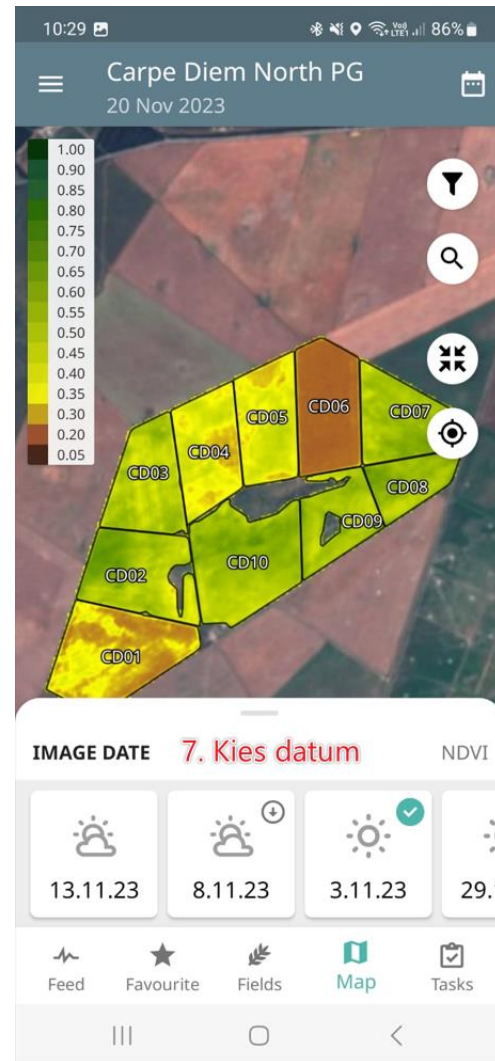 10:29 86%
Carpe Diem North PG
20 Nov 2023
1.00
0.90
0.85
0.80
0.75
0.70
0.65
0.60
0.55
0.50
0.45
0.40
0.35
0.30
0.20
0.05
CD06
CD05
CD07
CD04
CD03
CD08
CD09
CD10
CD02
CD01
IMAGE DATE 7. Kies datum NDVI
13.11.23 8.11.23 3.11.23 29.
Feed Favourite Fields Map Tasks